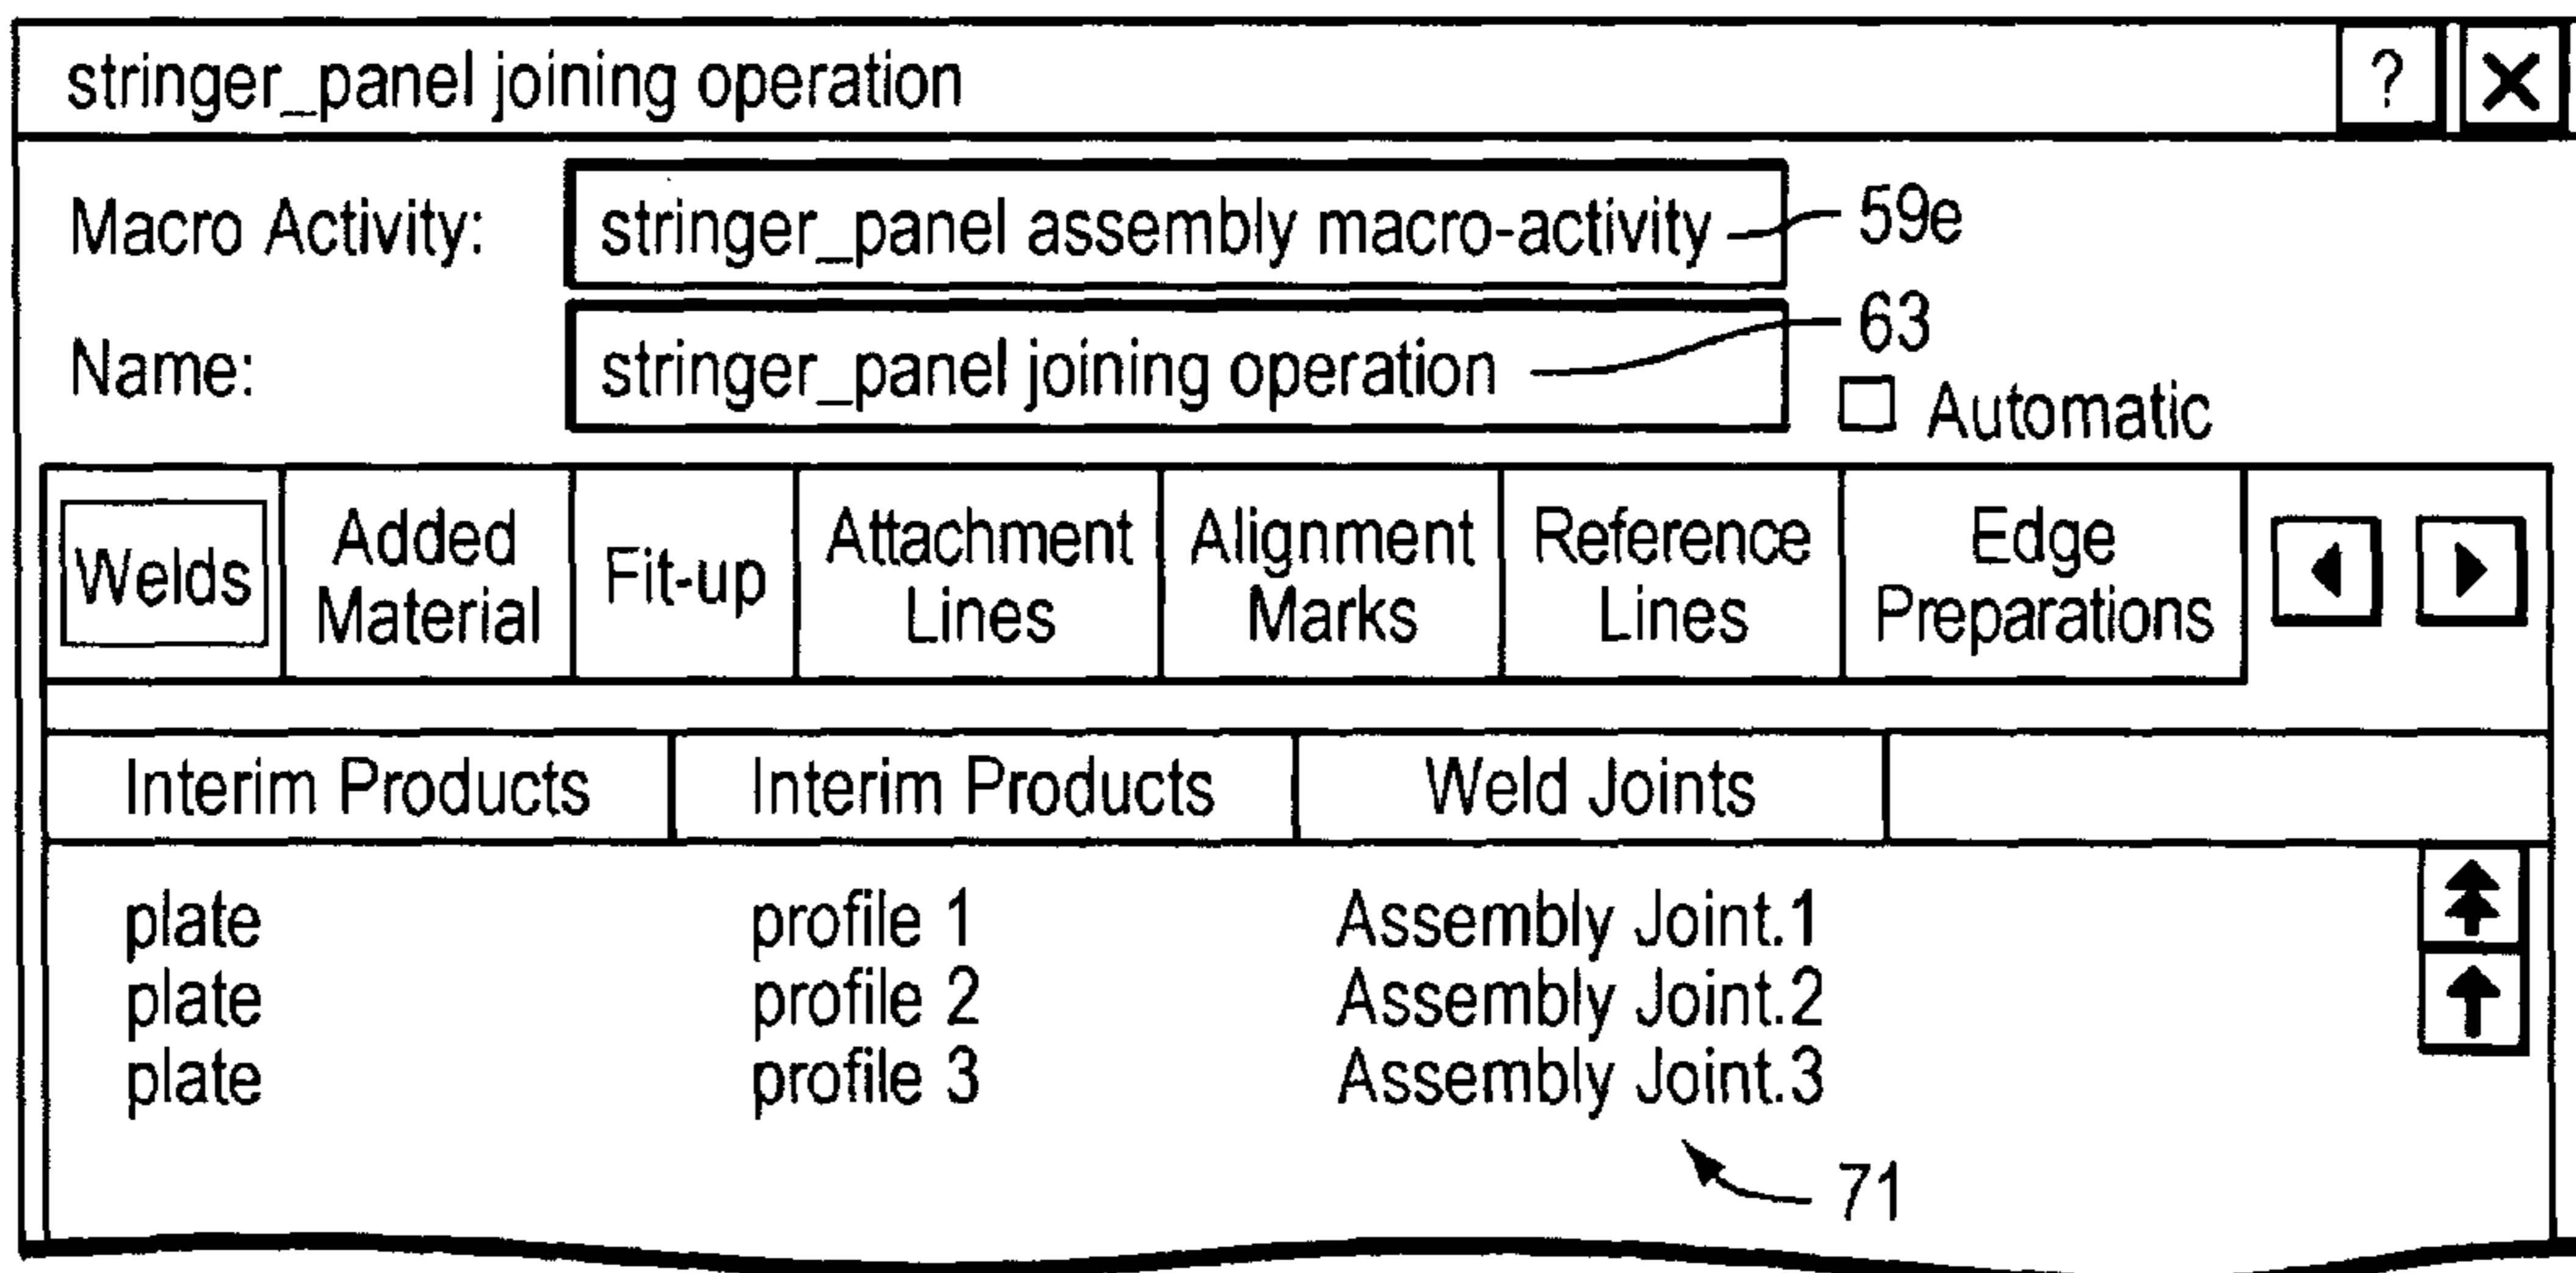 stringer_panel joining operation ? X
Macro Activity: stringer_panel assembly macro-activity 59e
Name: stringer_panel joining operation 63
Automatic
Welds Added Material Fit-up Attachment Lines Alignment Marks Reference Lines Edge Preparations
Interim Products Interim Products Weld Joints
plate profile 1 Assembly Joint.1
plate profile 2 Assembly Joint.2
plate profile 3 Assembly Joint.3
71